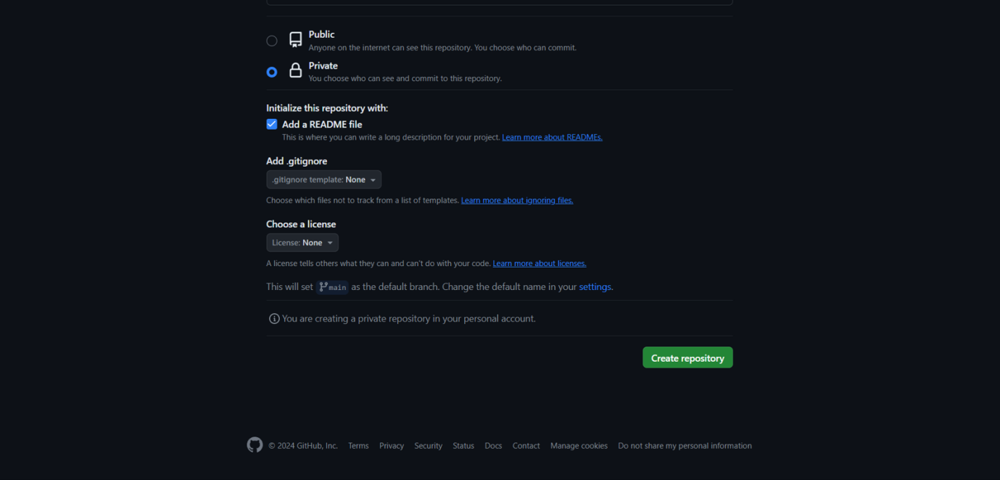 Public
Anyone on the internet can see this repository. You choose who can commit.
Private
You choose who can see and commit to this repository.
Initialize this repository with:
Add a README file
This is where you can write a long description for your project. Learn more about READMEs.
Add .gitignore
.gitignore template: None
Choose which files not to track from a list of templates. Learn more about ignoring files.
Choose a license
License: None
A license tells others what they can and can't do with your code. Learn more about licenses.
This will set main as the default branch. Change the default name in your settings.
You are creating a private repository in your personal account.
Create repository
© 2024 GitHub, Inc. Terms Privacy Security Status Docs Contact Manage cookies Do not share my personal information